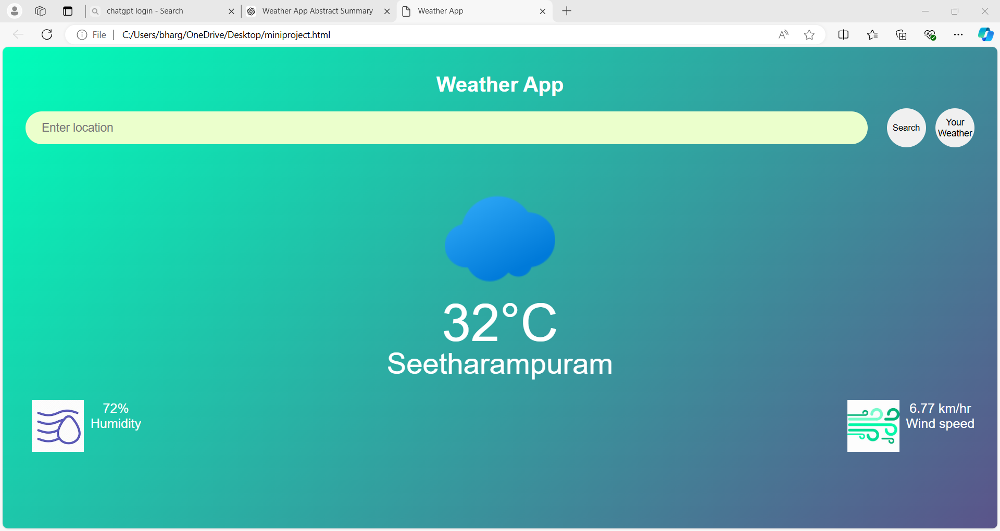 chatgpt login - Search
Weather App Abstract Summary
Weather App
File
C:/Users/bharg/OneDrive/Desktop/miniproject.html
Weather App
Enter location
Search
Your
Weather
32°C
Seetharampuram
72%
Humidity
6.77 km/hr
Wind speed